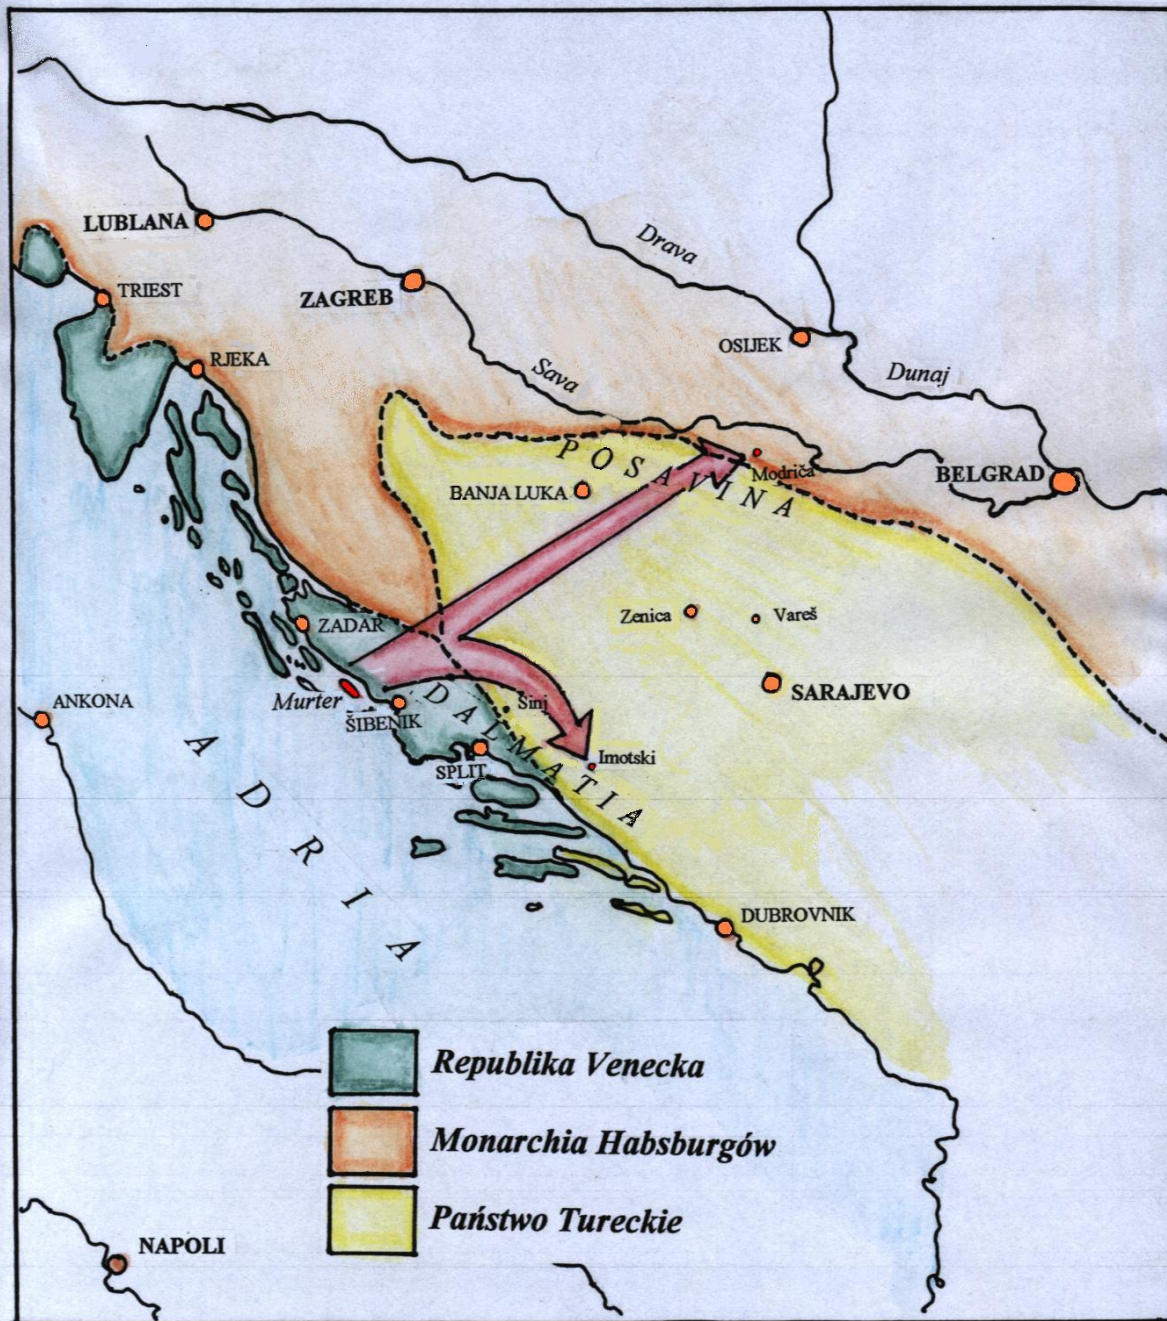 LUBLANA
Drava
TRIEST
ZAGREB
OSIJEK
RJEKA
Sava
Dunaj
POSAVINA
Modriča
BELGRAD
BANJA LUKA
Zenica
Vareš
ZADAR
SARAJEVO
Murter
ANKONA
ŠIBENIK
DALMATIA
Šinj
Imotski
SPLIT
ADRIA
DUBROVNIK
Republika Venecka
Monarchia Habsburgów
Państwo Tureckie
NAPOLI